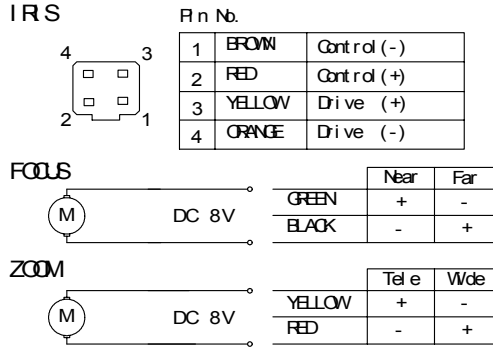 IRIS
Pin No.
4 3
2 1
1 BROWN Control(-)
2 RED Control(+)
3 YELLOW Drive (+)
4 ORANGE Drive (-)
FOCUS
M DC 8V
Near Far
GREEN + -
BLACK - +
ZOOM
M DC 8V
Tele Wide
YELLOW + -
RED - +